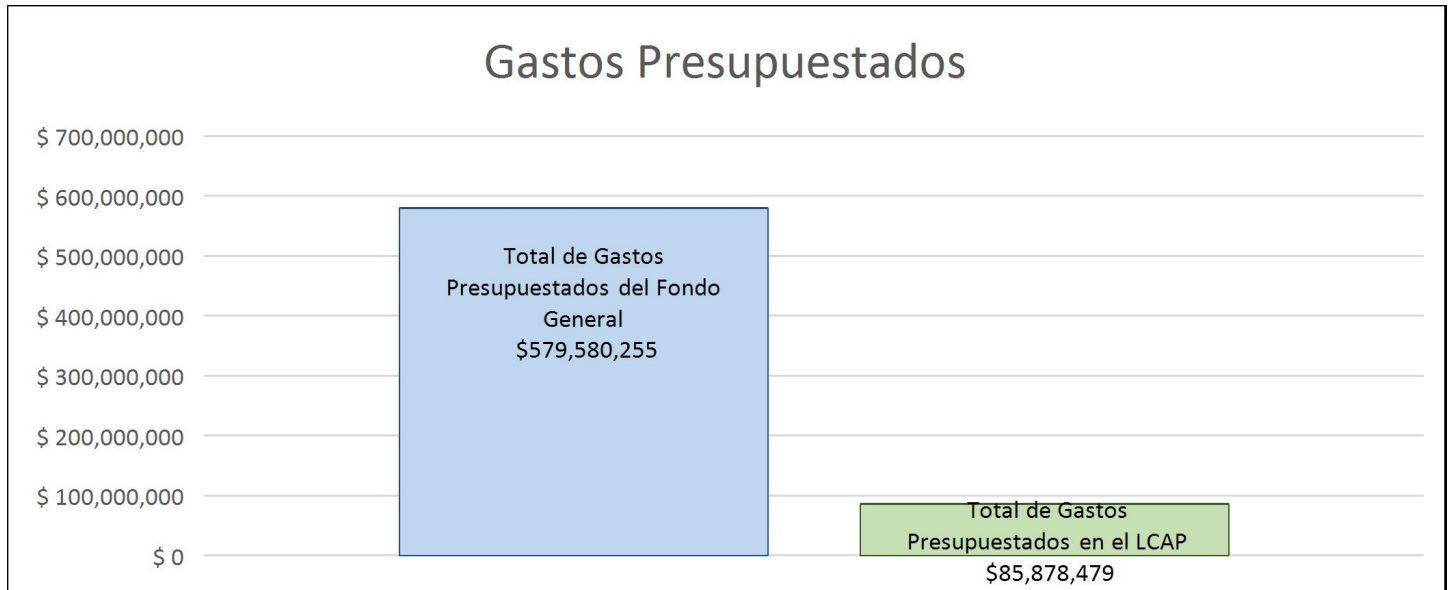 Gastos Presupuestados
$ 700,000,000
$ 600,000,000
$ 500,000,000
$ 400,000,000
$ 300,000,000
$ 200,000,000
$ 100,000,000
$ 0
Total de Gastos
Presupuestados del Fondo
General
$579,580,255
Total de Gastos
Presupuestados en el LCAP
$85,878,479